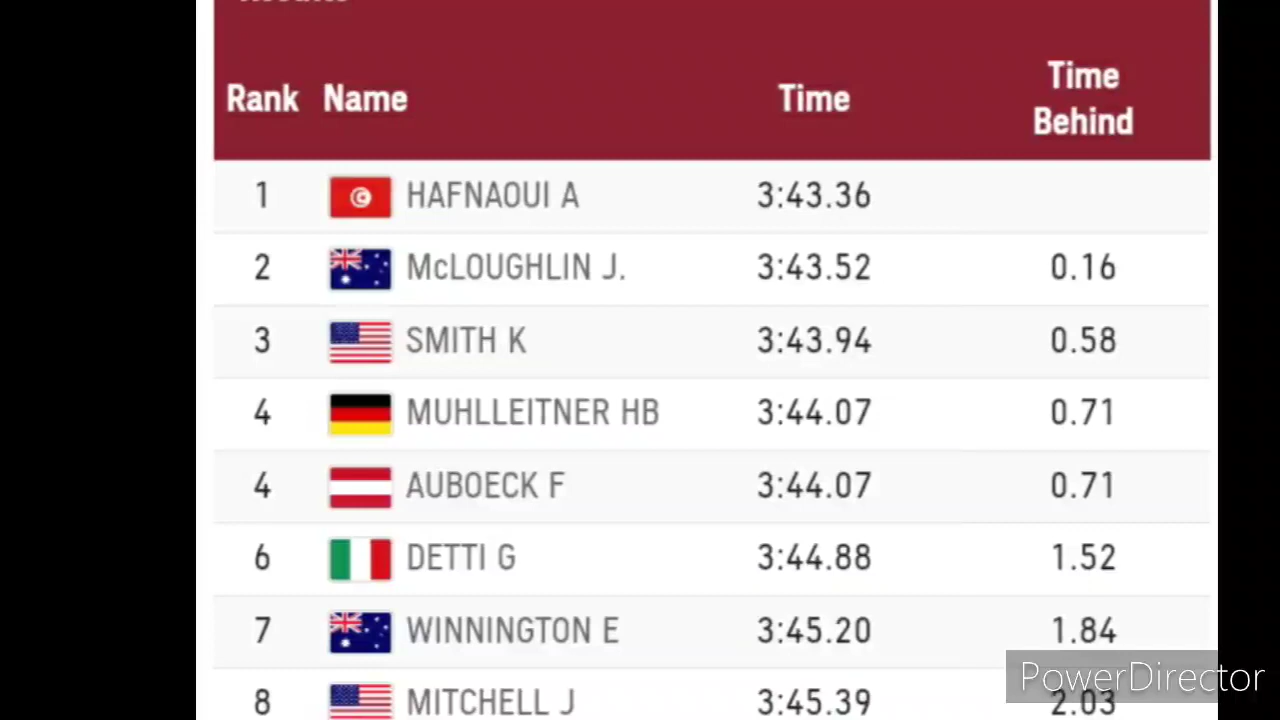 Results
Rank Name Time Time Behind
1 HAFNAOUI A 3:43.36
2 McLOUGHLIN J. 3:43.52 0.16
3 SMITH K 3:43.94 0.58
4 MUHLLEITNER HB 3:44.07 0.71
4 AUBOECK F 3:44.07 0.71
6 DETTI G 3:44.88 1.52
7 WINNINGTON E 3:45.20 1.84
8 MITCHELL J 3:45.39 2.03
PowerDirector